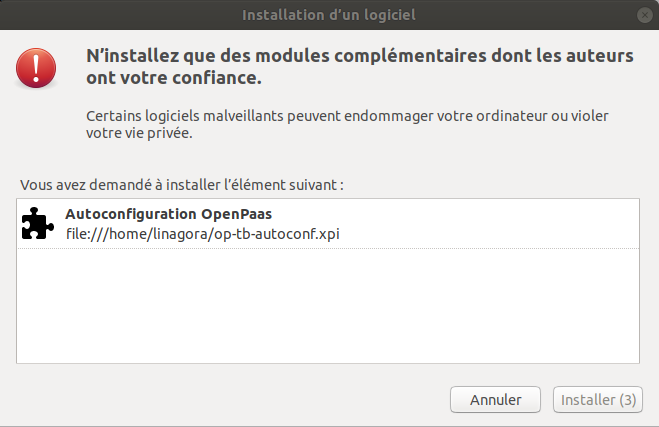 Installation d'un logiciel
N'installez que des modules complémentaires dont les auteurs
ont votre confiance.
Certains logiciels malveillants peuvent endommager votre ordinateur ou violer
votre vie privée.
Vous avez demandé à installer l'élément suivant :
Autoconfiguration OpenPaas
file:///home/linagora/op-tb-autoconf.xpi
Annuler
Installer (3)